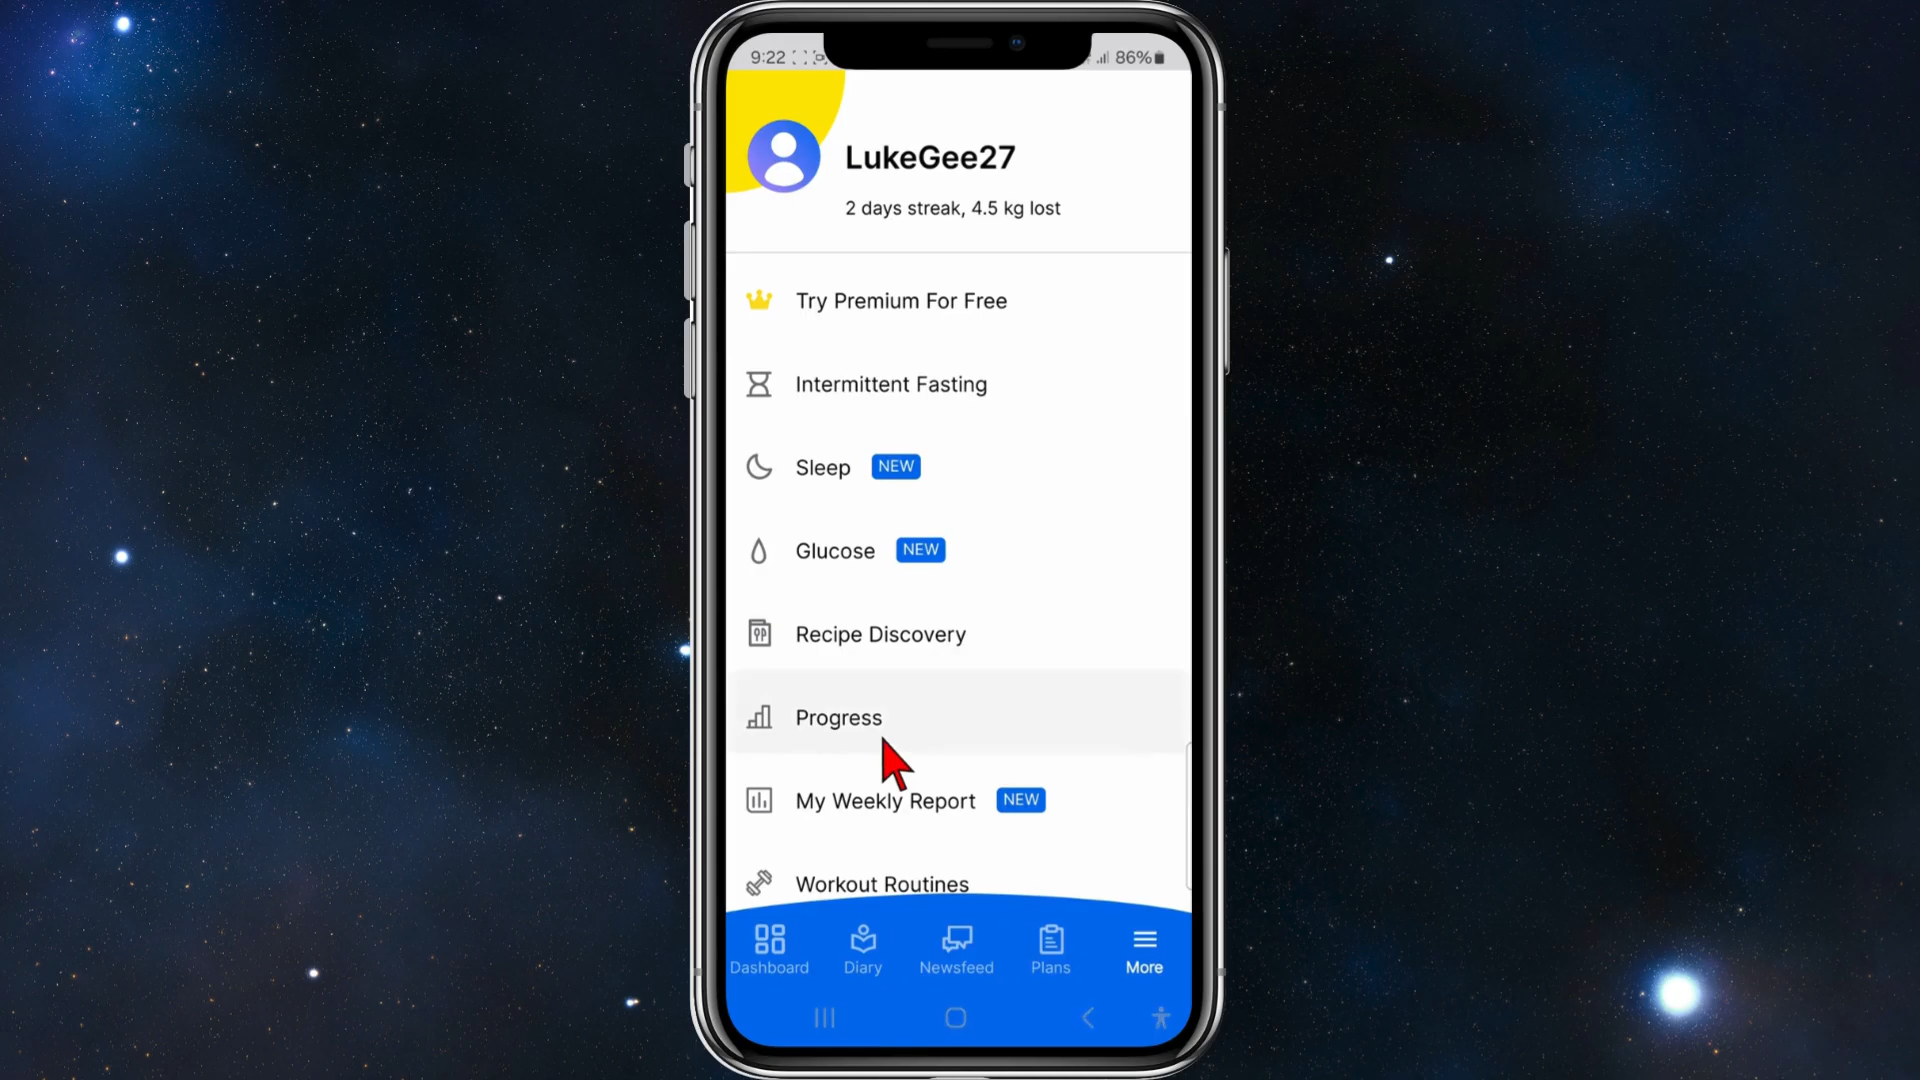 9:22
86%
LukeGee27
2 days streak, 4.5 kg lost
Try Premium For Free
Intermittent Fasting
Sleep NEW
Glucose NEW
Recipe Discovery
Progress
My Weekly Report NEW
Workout Routines
Dashboard Diary Newsfeed Plans More